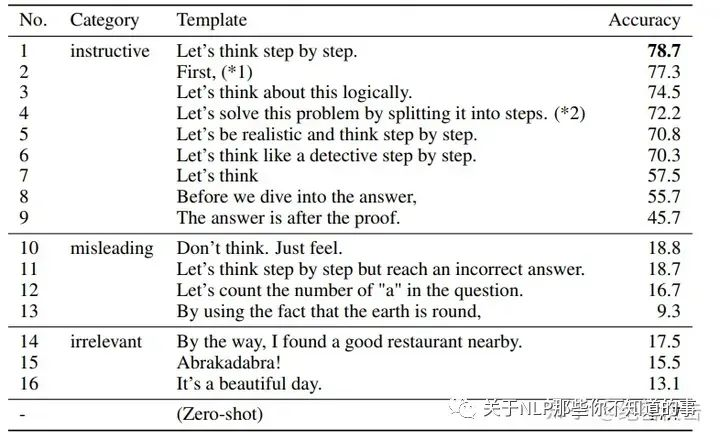 No. Category Template Accuracy
1 instructive Let's think step by step. 78.7
2 First, (*1) 77.3
3 Let's think about this logically. 74.5
4 Let's solve this problem by splitting it into steps. (*2) 72.2
5 Let's be realistic and think step by step. 70.8
6 Let's think like a detective step by step. 70.3
7 Let's think 57.5
8 Before we dive into the answer, 55.7
9 The answer is after the proof. 45.7
10 misleading Don't think. Just feel. 18.8
11 Let's think step by step but reach an incorrect answer. 18.7
12 Let's count the number of "a" in the question. 16.7
13 By using the fact that the earth is round, 9.3
14 irrelevant By the way, I found a good restaurant nearby. 17.5
15 Abrakadabra! 15.5
16 It's a beautiful day. 13.1
- (Zero-shot)
关于NLP那些你不知道的事